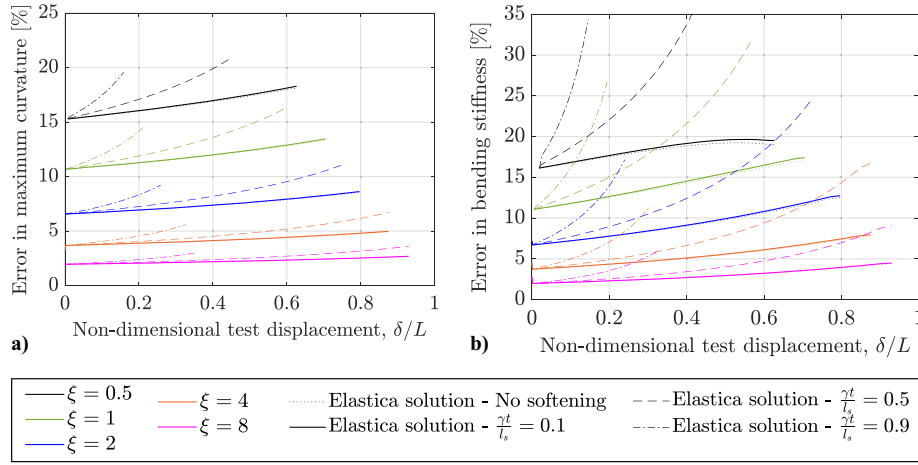 Error in maximum curvature [%]
25
20
15
10
5
0
0
0.2
0.4
0.6
0.8
1
Non-dimensional test displacement, δ/L
a)
Error in bending stiffness [%]
35
30
25
20
15
10
5
0
0
0.2
0.4
0.6
0.8
1
Non-dimensional test displacement, δ/L
b)
ξ = 0.5
ξ = 1
ξ = 2
ξ = 4
ξ = 8
Elastica solution - No softening
Elastica solution - γt/l_s = 0.1
Elastica solution - γt/l_s = 0.5
Elastica solution - γt/l_s = 0.9